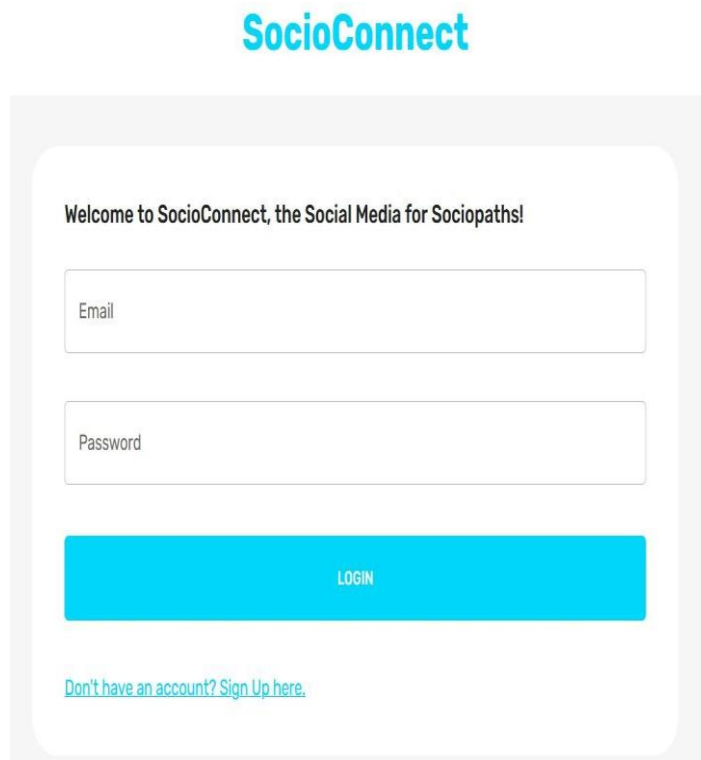 SocioConnect
Welcome to SocioConnect, the Social Media for Sociopaths!
Email
Password
LOGIN
Don't have an account? Sign Up here.